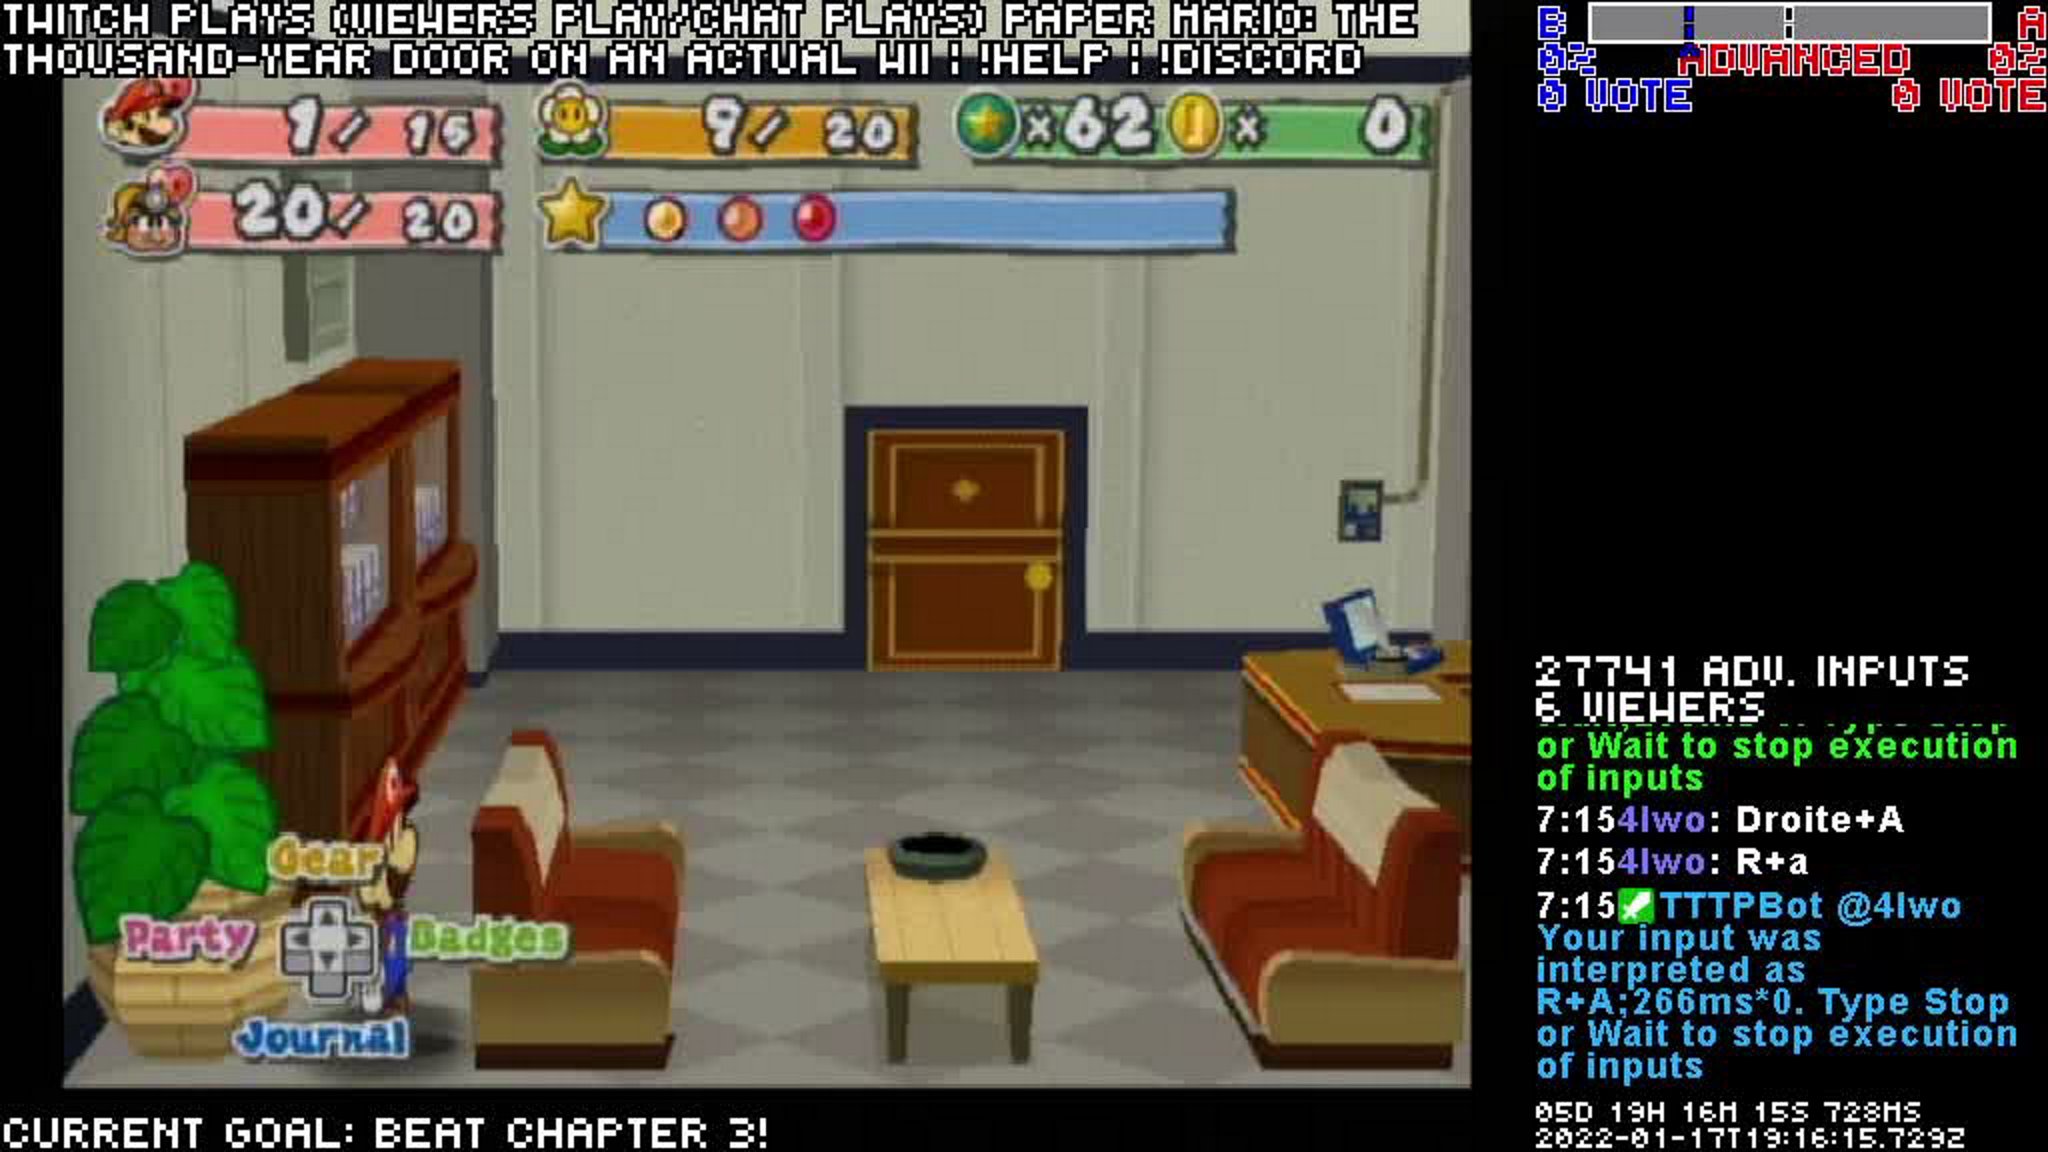 TWITCH PLAYS (VIEWERS PLAY/CHAT PLAYS) PAPER MARIO: THE
THOUSAND-YEAR DOOR ON AN ACTUAL WII ¦ !HELP ¦ !DISCORD
B A
0% ADVANCED 0%
0 VOTE 0 VOTE
1/ 15 9/ 20 ×62 × 0
20/ 20
Gear
Party Badges
Journal
27741 ADV. INPUTS
6 VIEWERS
or Wait to stop execution
of inputs
7:154lwo: Droite+A
7:154lwo: R+a
7:15 TTTPBot @4lwo
Your input was
interpreted as
R+A;266ms*0. Type Stop
or Wait to stop execution
of inputs
05D 19H 16M 15S 728MS
2022-01-17T19:16:15.729Z
CURRENT GOAL: BEAT CHAPTER 3!